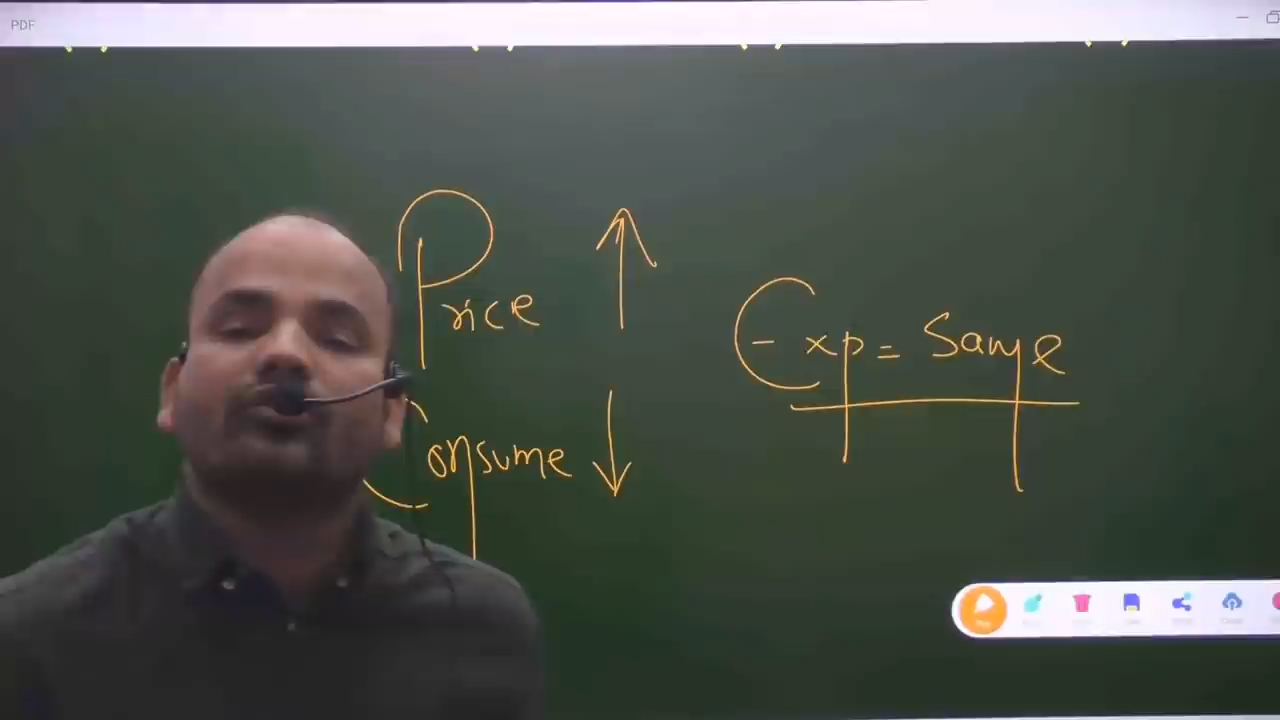 PDF
Price ↑
Exp = Same
Consume ↓